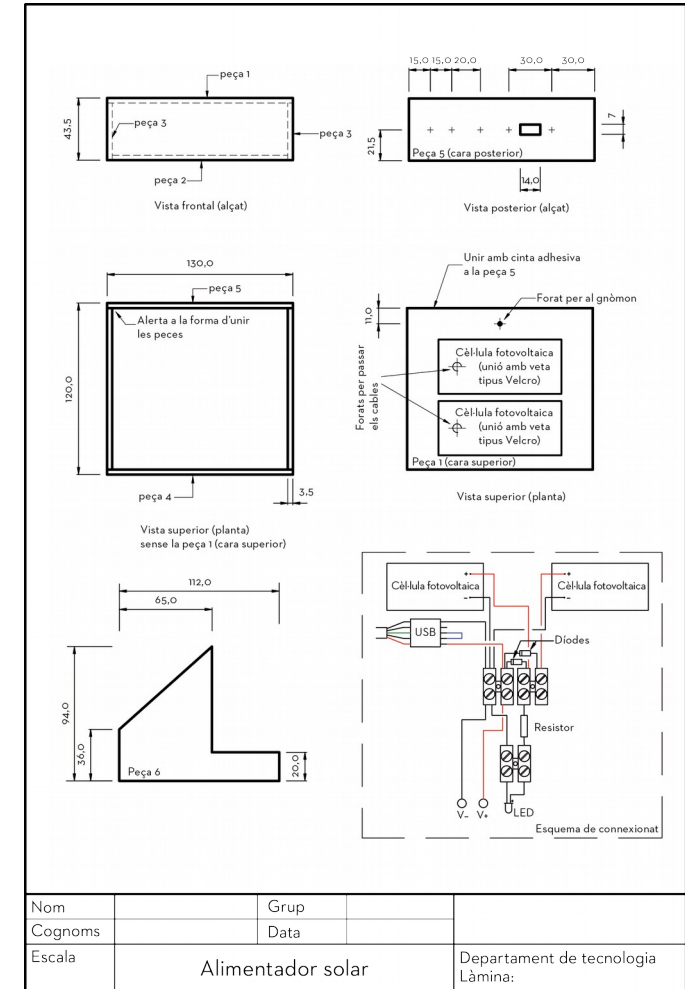 peça 1
43,5
peça 3
peça 3
peça 2
Vista frontal (alçat)
15,0 15,0 20,0 30,0 30,0
7
21,5
Peça 5 (cara posterior)
14,0
Vista posterior (alçat)
130,0
peça 5
Alerta a la forma d'unir
les peces
120,0
peça 4
3,5
Vista superior (planta)
sense la peça 1 (cara superior)
Unir amb cinta adhesiva
a la peça 5
Forat per al gnòmon
11,0
Forats per passar
els cables
Cèl·lula fotovoltaica
(unió amb veta
tipus Velcro)
Cèl·lula fotovoltaica
(unió amb veta
tipus Velcro)
Peça 1 (cara superior)
Vista superior (planta)
112,0
65,0
94,0
36,0
20,0
Peça 6
Cèl·lula fotovoltaica
+
-
Cèl·lula fotovoltaica
+
-
USB
Díodes
Resistor
V- V+
LED
Esquema de connexionat
Nom
Grup
Cognoms
Data
Escala
Alimentador solar
Departament de tecnologia
Làmina: